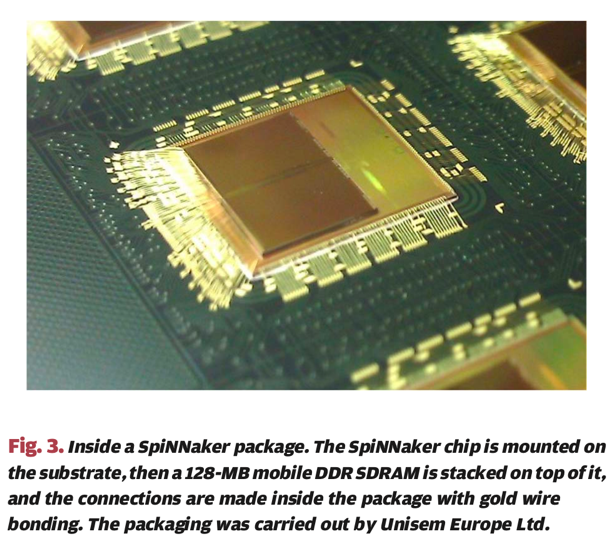 Fig. 3. Inside a SpiNNaker package. The SpiNNaker chip is mounted on
the substrate, then a 128-MB mobile DDR SDRAM is stacked on top of it,
and the connections are made inside the package with gold wire
bonding. The packaging was carried out by Unisem Europe Ltd.